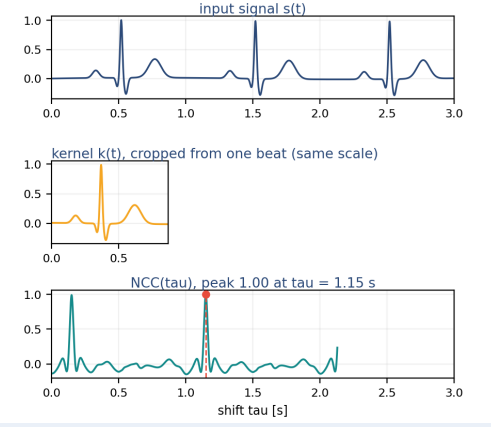 input signal s(t)
1.0
0.5
0.0
0.0 0.5 1.0 1.5 2.0 2.5 3.0
kernel k(t), cropped from one beat (same scale)
1.0
0.5
0.0
0.0 0.5
NCC(tau), peak 1.00 at tau = 1.15 s
1.0
0.5
0.0
0.0 0.5 1.0 1.5 2.0 2.5 3.0
shift tau [s]